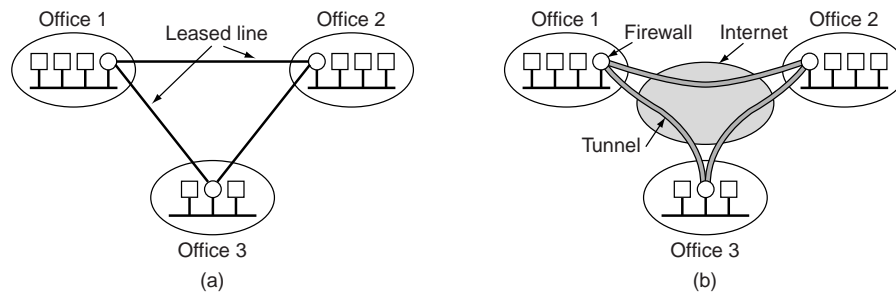 Office 1
Leased line
Office 2
Office 3
(a)
Office 1
Firewall
Internet
Office 2
Tunnel
Office 3
(b)